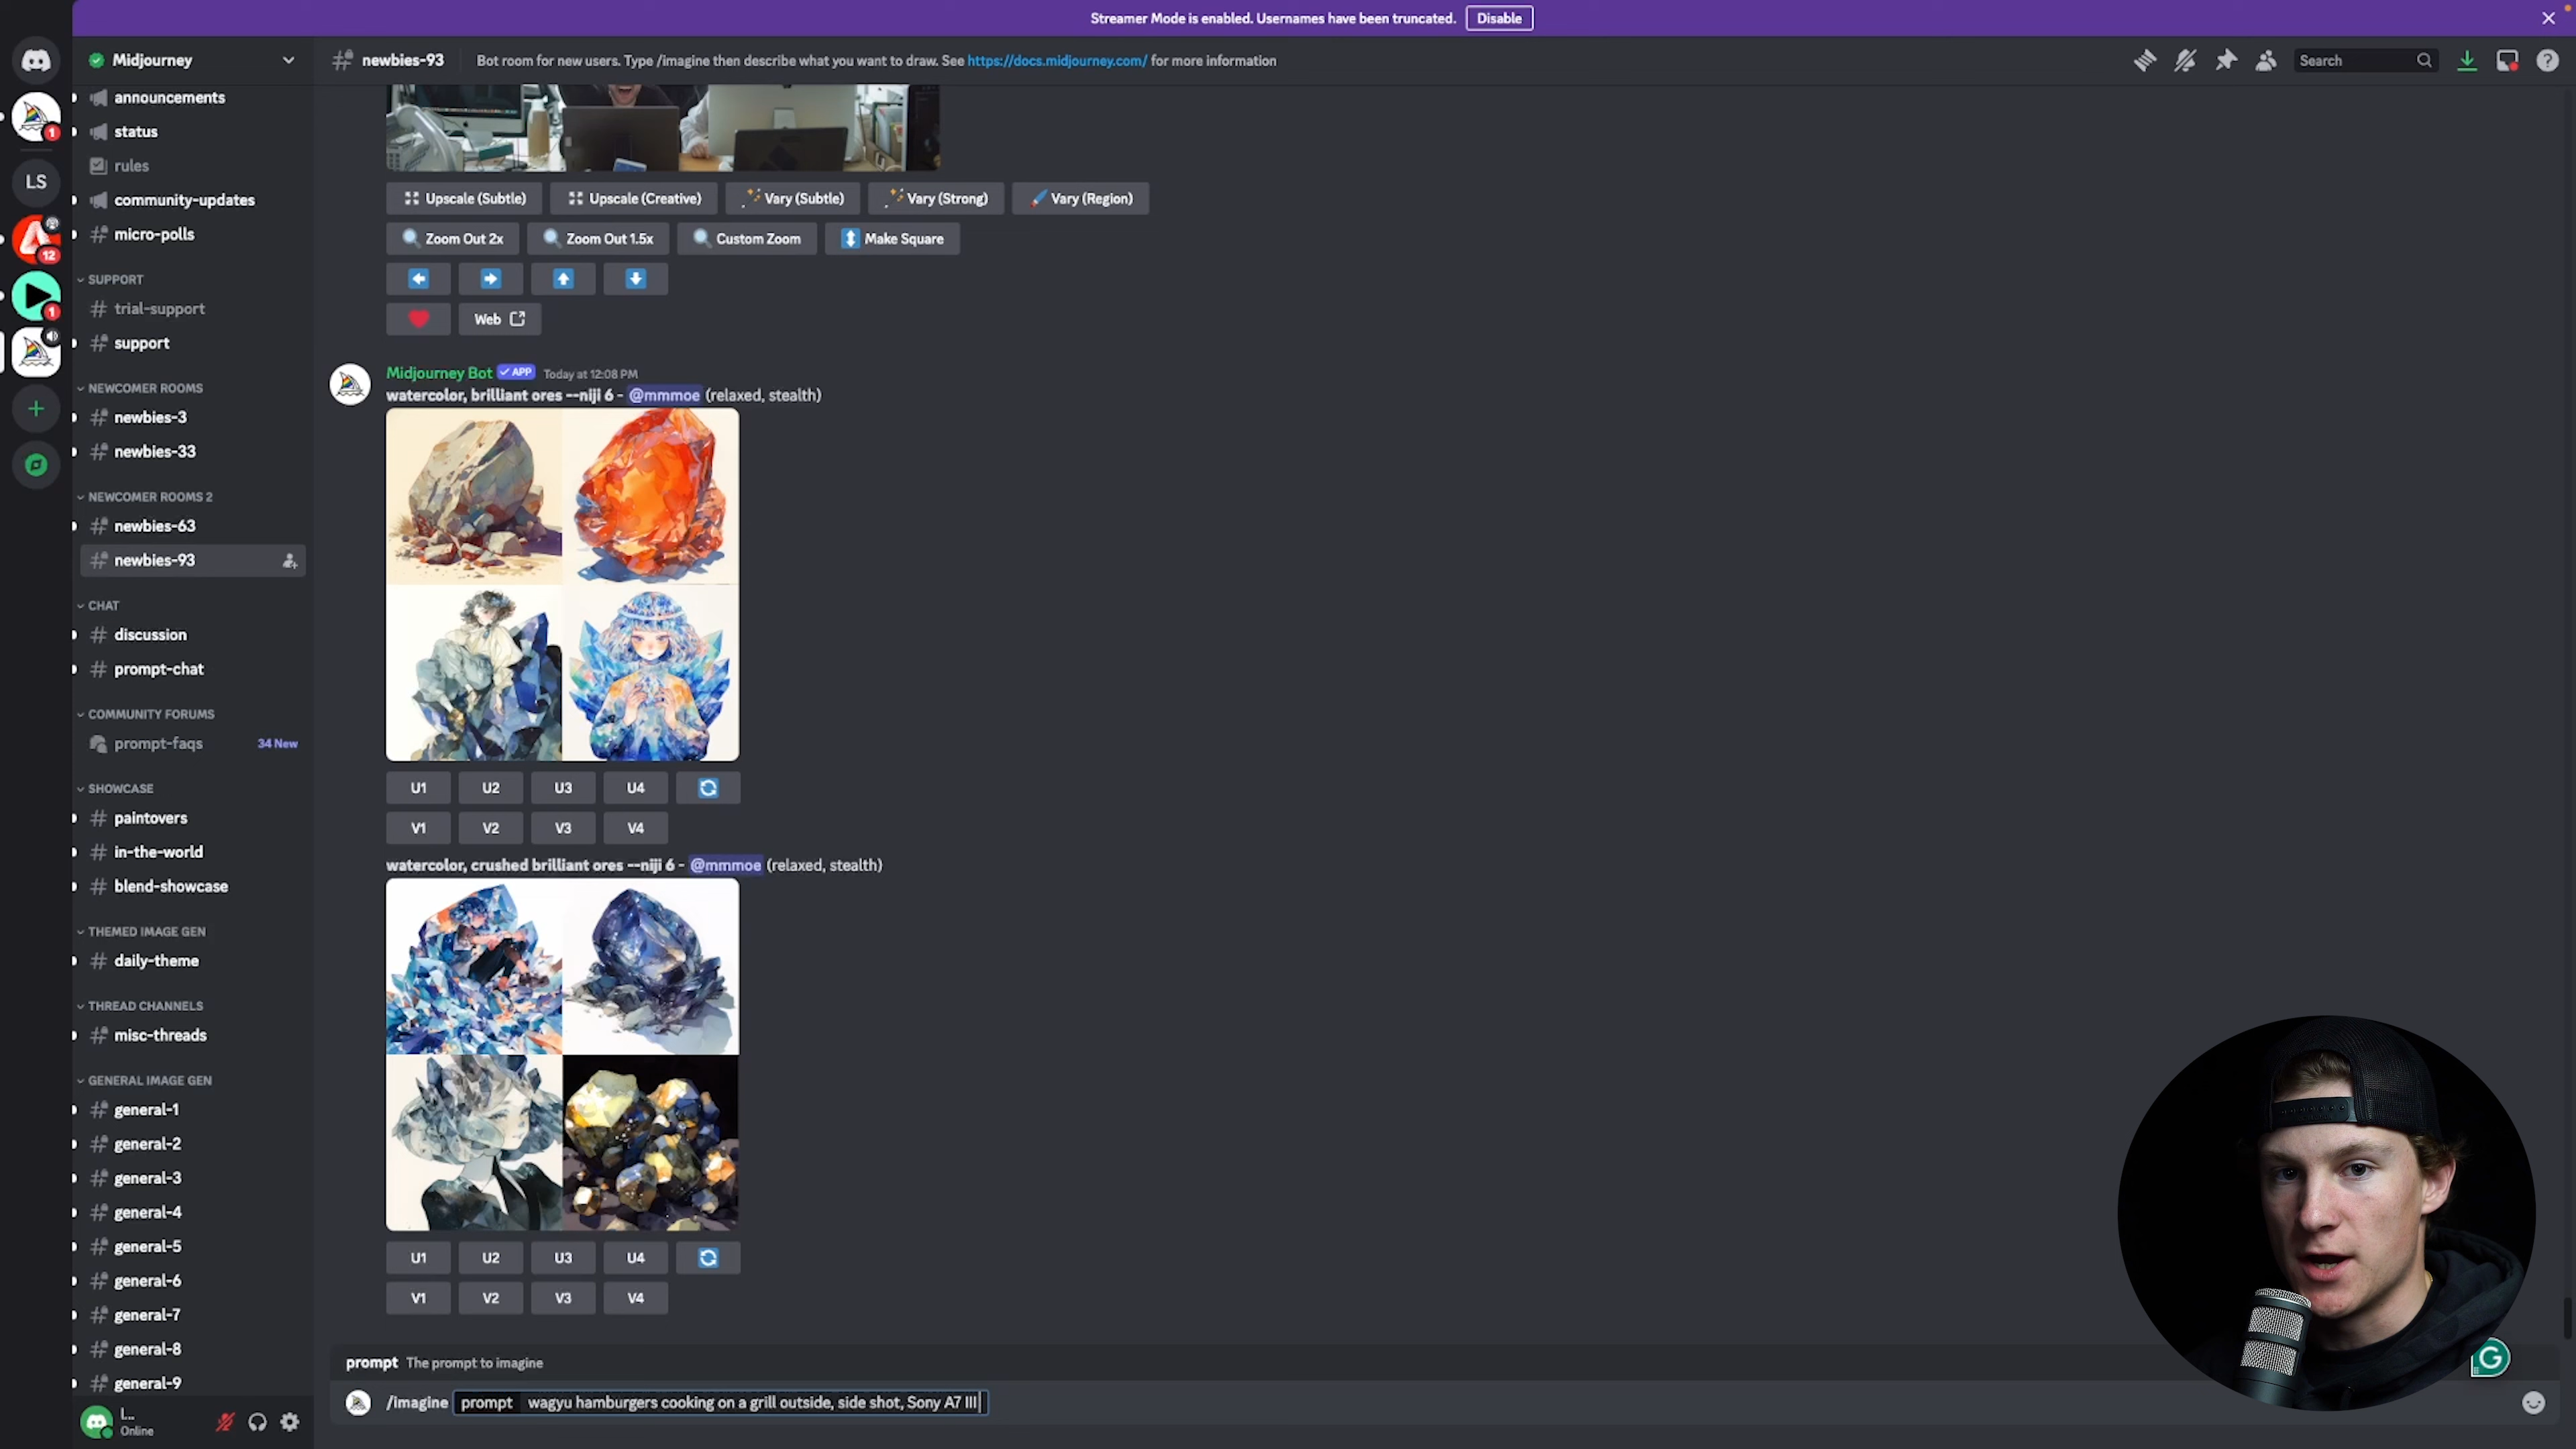 Streamer Mode is enabled. Usernames have been truncated. Disable
Midjourney
newbies-93 Bot room for new users. Type /imagine then describe what you want to draw. See https://docs.midjourney.com/ for more information
Search
1
LS
12
1
announcements
status
rules
community-updates
micro-polls
SUPPORT
trial-support
support
NEWCOMER ROOMS
newbies-3
newbies-33
NEWCOMER ROOMS 2
newbies-63
newbies-93
CHAT
discussion
prompt-chat
COMMUNITY FORUMS
prompt-faqs 34 New
SHOWCASE
paintovers
in-the-world
blend-showcase
THEMED IMAGE GEN
daily-theme
THREAD CHANNELS
misc-threads
GENERAL IMAGE GEN
general-1
general-2
general-3
general-4
general-5
general-6
general-7
general-8
general-9
I...
Online
Upscale (Subtle) Upscale (Creative) Vary (Subtle) Vary (Strong) Vary (Region)
Zoom Out 2x Zoom Out 1.5x Custom Zoom Make Square
Web
Midjourney Bot APP Today at 12:08 PM
watercolor, brilliant ores --niji 6 - @mmmoe (relaxed, stealth)
U1 U2 U3 U4
V1 V2 V3 V4
watercolor, crushed brilliant ores --niji 6 - @mmmoe (relaxed, stealth)
U1 U2 U3 U4
V1 V2 V3 V4
prompt The prompt to imagine
/imagine prompt wagyu hamburgers cooking on a grill outside, side shot, Sony A7 III
G